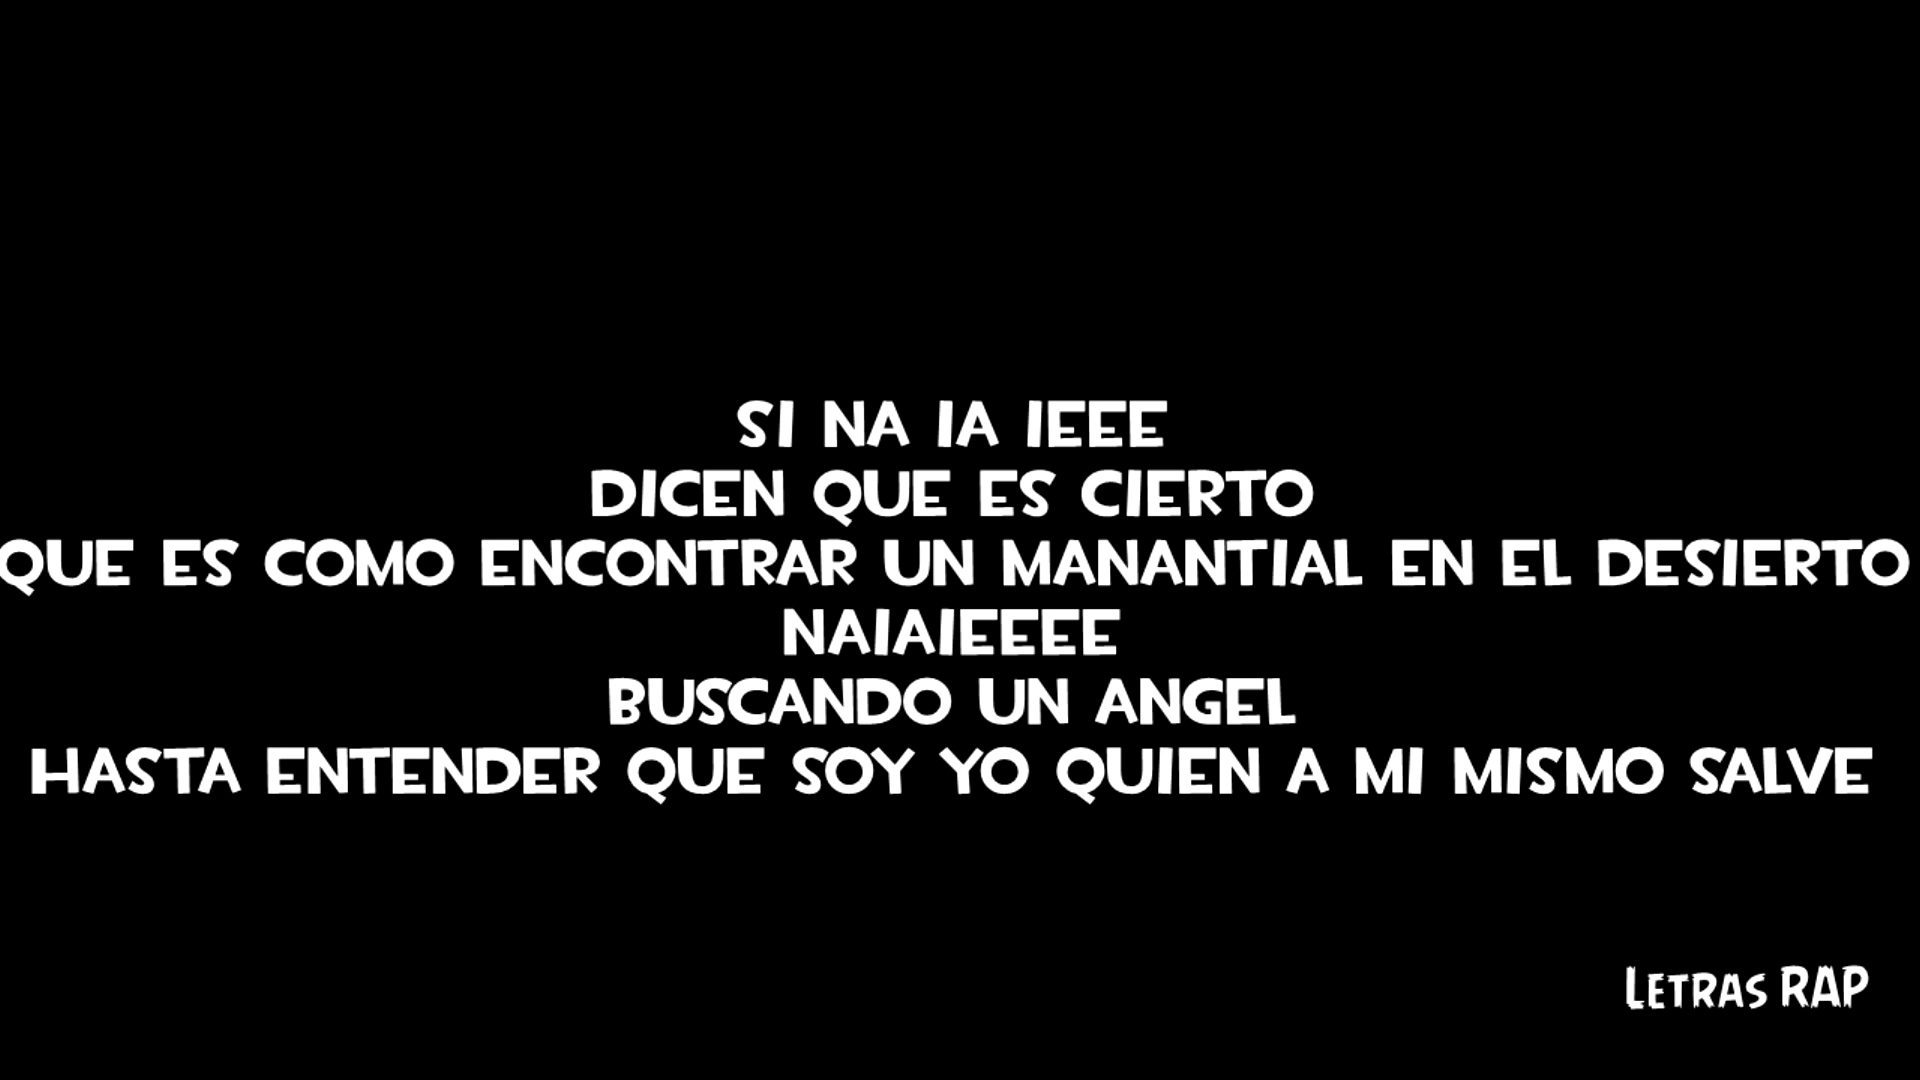 SI NA IA IEEE
DICEN QUE ES CIERTO
QUE ES COMO ENCONTRAR UN MANANTIAL EN EL DESIERTO
NAIAIEEEE
BUSCANDO UN ANGEL
HASTA ENTENDER QUE SOY YO QUIEN A MI MISMO SALVE
LETRAS RAP